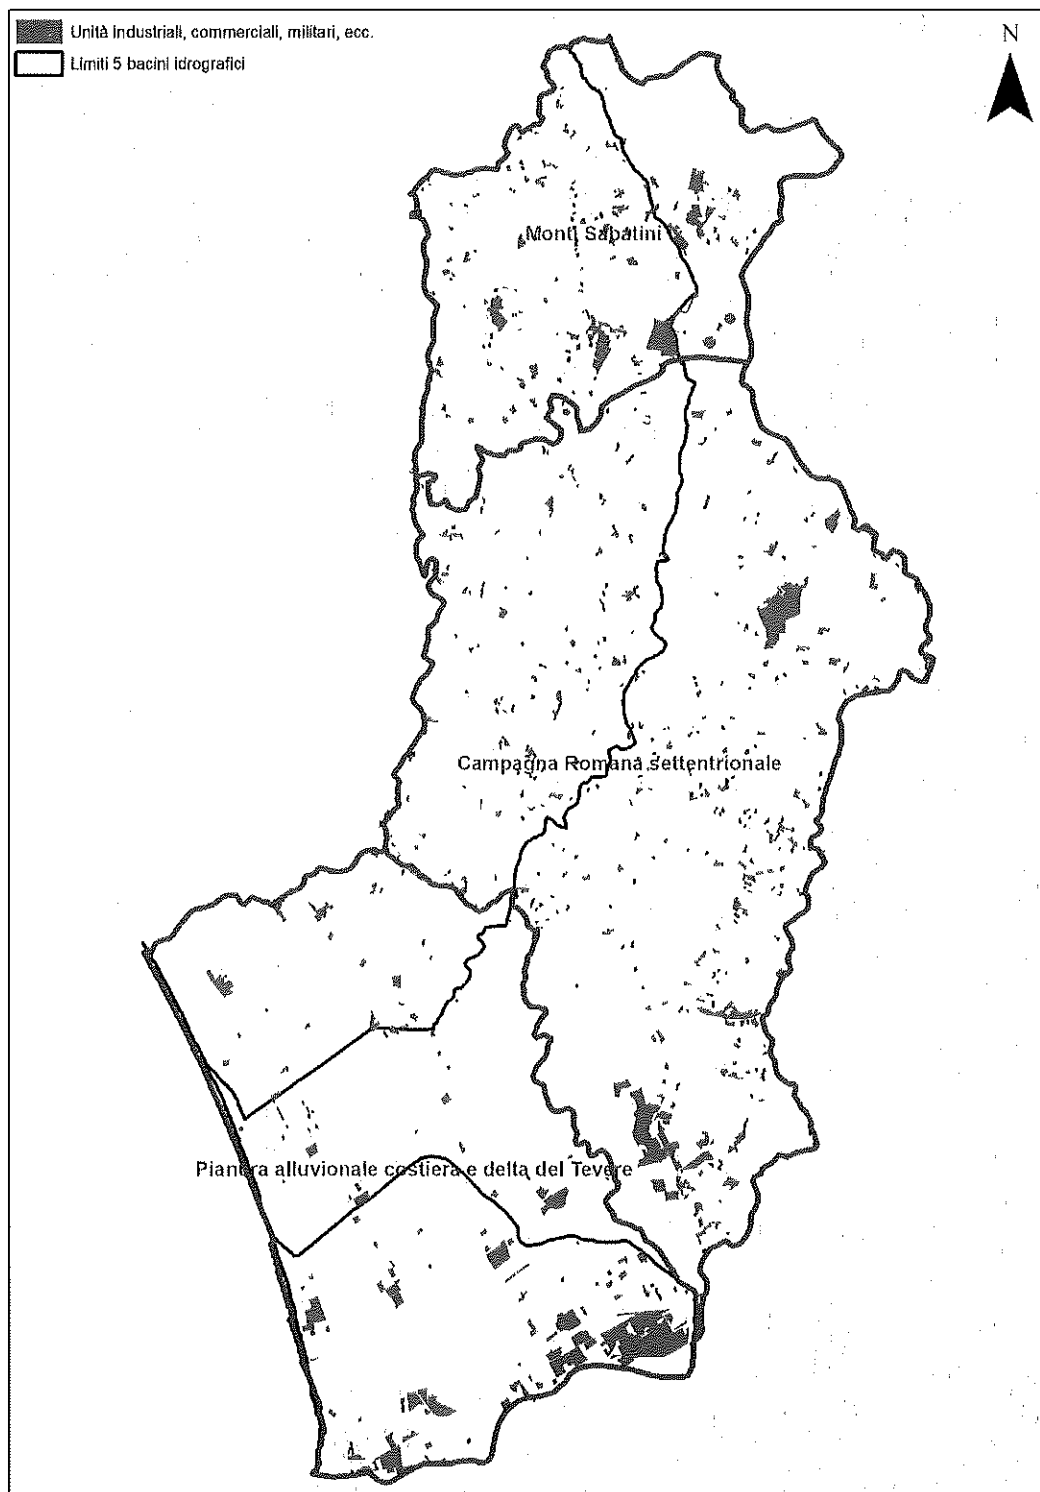 Unità industriali, commerciali, militari, ecc.
Limiti 5 bacini idrografici
N
Monti Sabatini
Campagna Romana settentrionale
Pianura alluvionale costiera e delta del Tevere